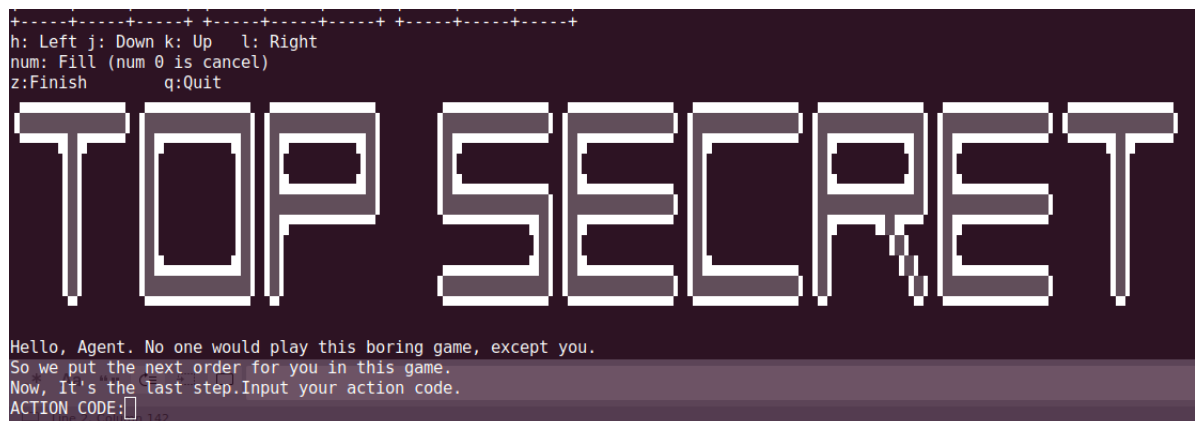 +-----+-----+-----+ +-----+-----+-----+ +-----+-----+-----+
h: Left j: Down k: Up   l: Right
num: Fill (num 0 is cancel)
z:Finish         q:Quit
TOP SECRET
Hello, Agent. No one would play this boring game, except you.
So we put the next order for you in this game.
Now, It's the last step.Input your action code.
ACTION CODE: